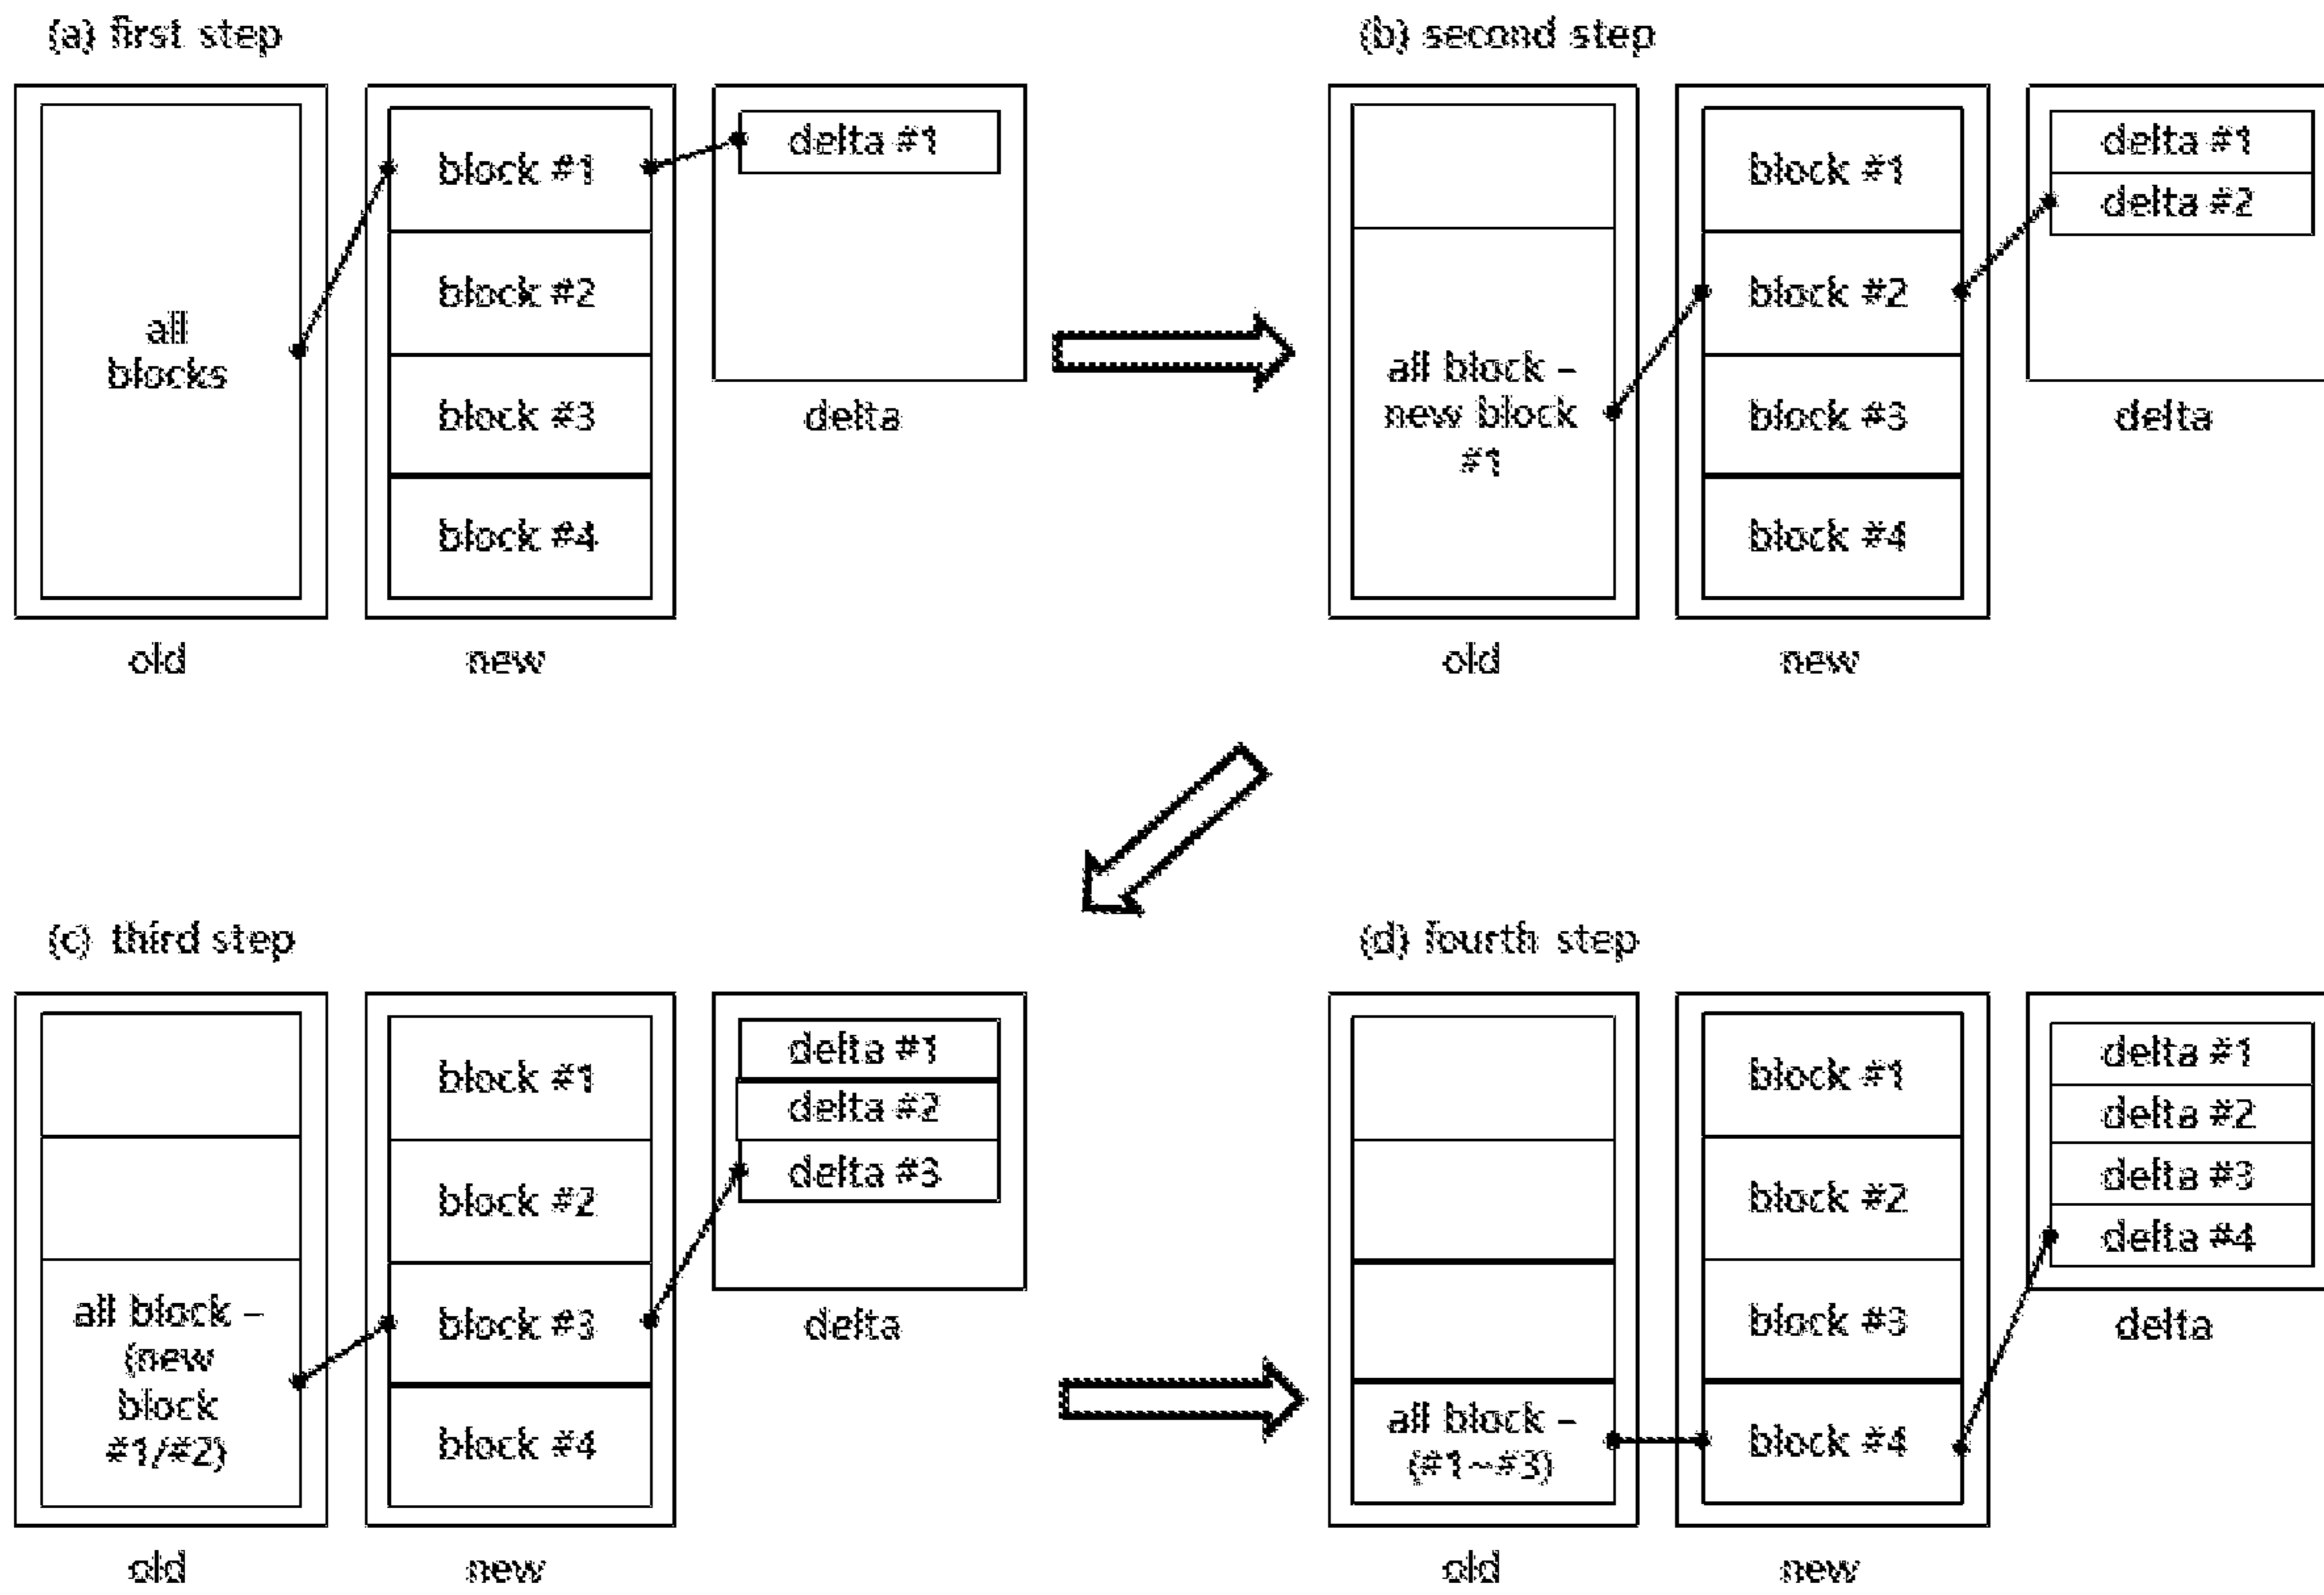 (a) first step
all
blocks
old
block #1
block #2
block #3
block #4
new
delta #1
delta
(b) second step
all block –
new block
#1
old
block #1
block #2
block #3
block #4
new
delta #1
delta #2
delta
(c) third step
all block –
(new
block
#1/#2)
old
block #1
block #2
block #3
block #4
new
delta #1
delta #2
delta #3
delta
(d) fourth step
all block –
(#1~#3)
old
block #1
block #2
block #3
block #4
new
delta #1
delta #2
delta #3
delta #4
delta